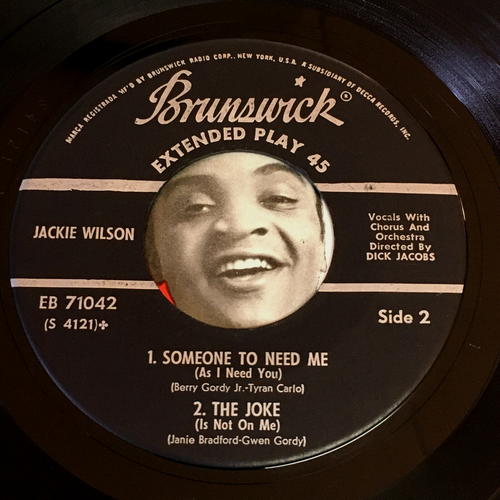 MARCA REGISTRADA MF'D BY BRUNSWICK RADIO CORP., NEW YORK, U.S.A. A SUBSIDIARY OF DECCA RECORDS, INC.
Brunswick®
EXTENDED PLAY 45
JACKIE WILSON
Vocals With
Chorus And
Orchestra
Directed By
DICK JACOBS
EB 71042
(S 4121)✤
Side 2
1. SOMEONE TO NEED ME
(As I Need You)
(Berry Gordy Jr.-Tyran Carlo)
2. THE JOKE
(Is Not On Me)
(Janie Bradford-Gwen Gordy)